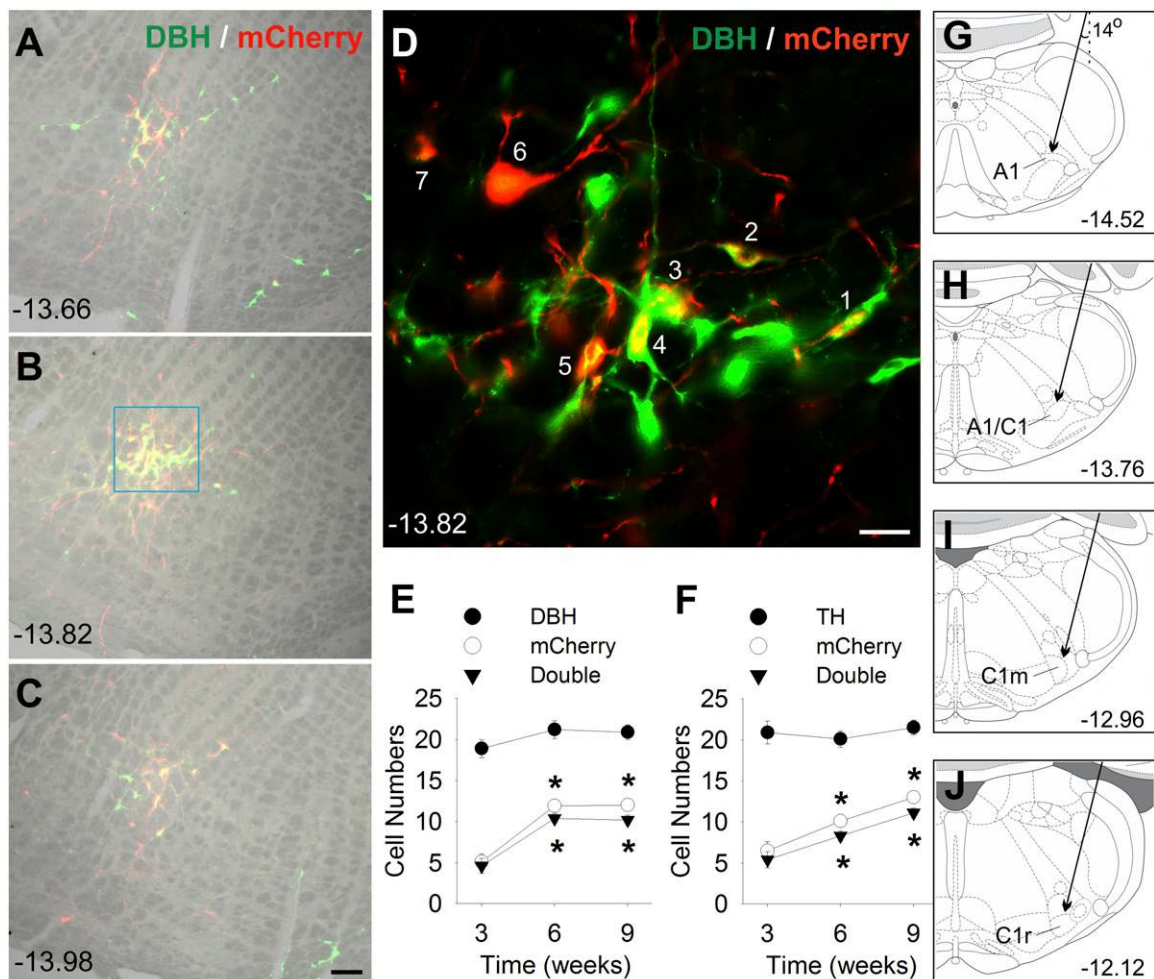 A
DBH / mCherry
-13.66
B
-13.82
C
-13.98
D
DBH / mCherry
6
7
2
3
1
4
5
-13.82
E
DBH
mCherry
Double
25
20
15
10
5
0
Cell Numbers
* *
* *
3 6 9
Time (weeks)
F
TH
mCherry
Double
25
20
15
10
5
0
Cell Numbers
* *
* *
3 6 9
Time (weeks)
G
14o
A1
-14.52
H
A1/C1
-13.76
I
C1m
-12.96
J
C1r
-12.12